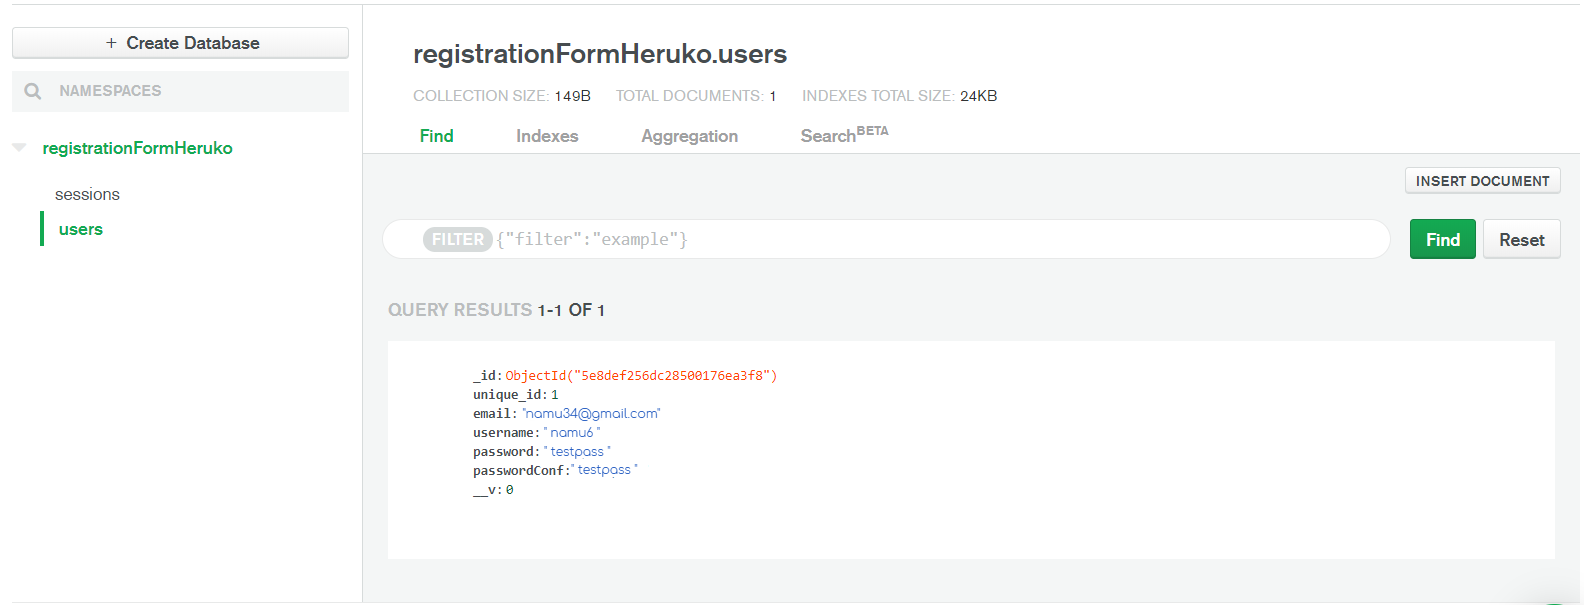 + Create Database
NAMESPACES
registrationFormHeruko
sessions
users
registrationFormHeruko.users
COLLECTION SIZE: 149B TOTAL DOCUMENTS: 1 INDEXES TOTAL SIZE: 24KB
Find Indexes Aggregation Search BETA
INSERT DOCUMENT
FILTER {"filter":"example"} Find Reset
QUERY RESULTS 1-1 OF 1
_id: ObjectId("5e8def256dc28500176ea3f8")
unique_id: 1
email: "namu34@gmail.com"
username: " namu6 "
password: " testpass "
passwordConf: " testpass "
__v: 0